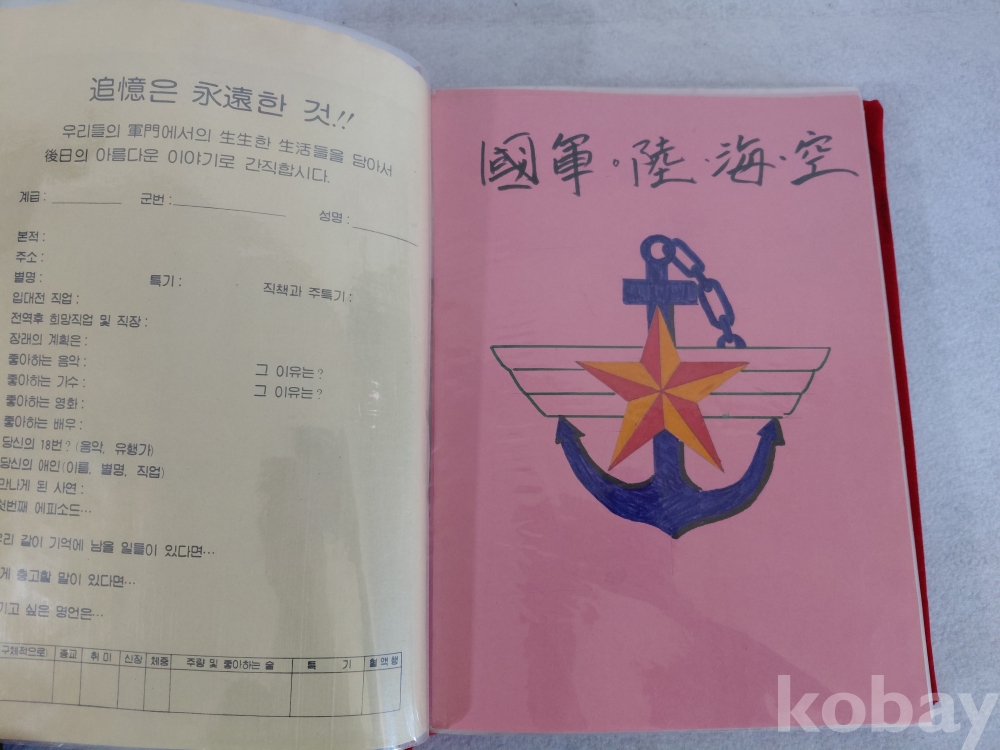 追憶은 永遠한 것!!
우리들의 軍門에서의 生生한 生活들을 담아서
後日의 아름다운 이야기로 간직합시다.
계급 : 군번 : 성명 :
본적 :
주소 :
별명 : 특기 : 직책과 주특기 :
입대전 직업 :
전역후 희망직업 및 직장 :
장래의 계획은 :
좋아하는 음악 : 그 이유는?
좋아하는 가수 : 그 이유는?
좋아하는 영화 :
좋아하는 배우 :
당신의 18번? (음악, 유행가)
당신의 애인(이름, 별명, 직업)
만나게 된 사연 :
첫번째 에피소드…
우리 같이 기억에 남을 일들이 있다면…
게 충고할 말이 있다면…
기고 싶은 명언은…
구체적으로) 종교 취미 신장 체중 주량 및 좋아하는 술 특 기 혈액형
國軍·陸·海·空
kobay